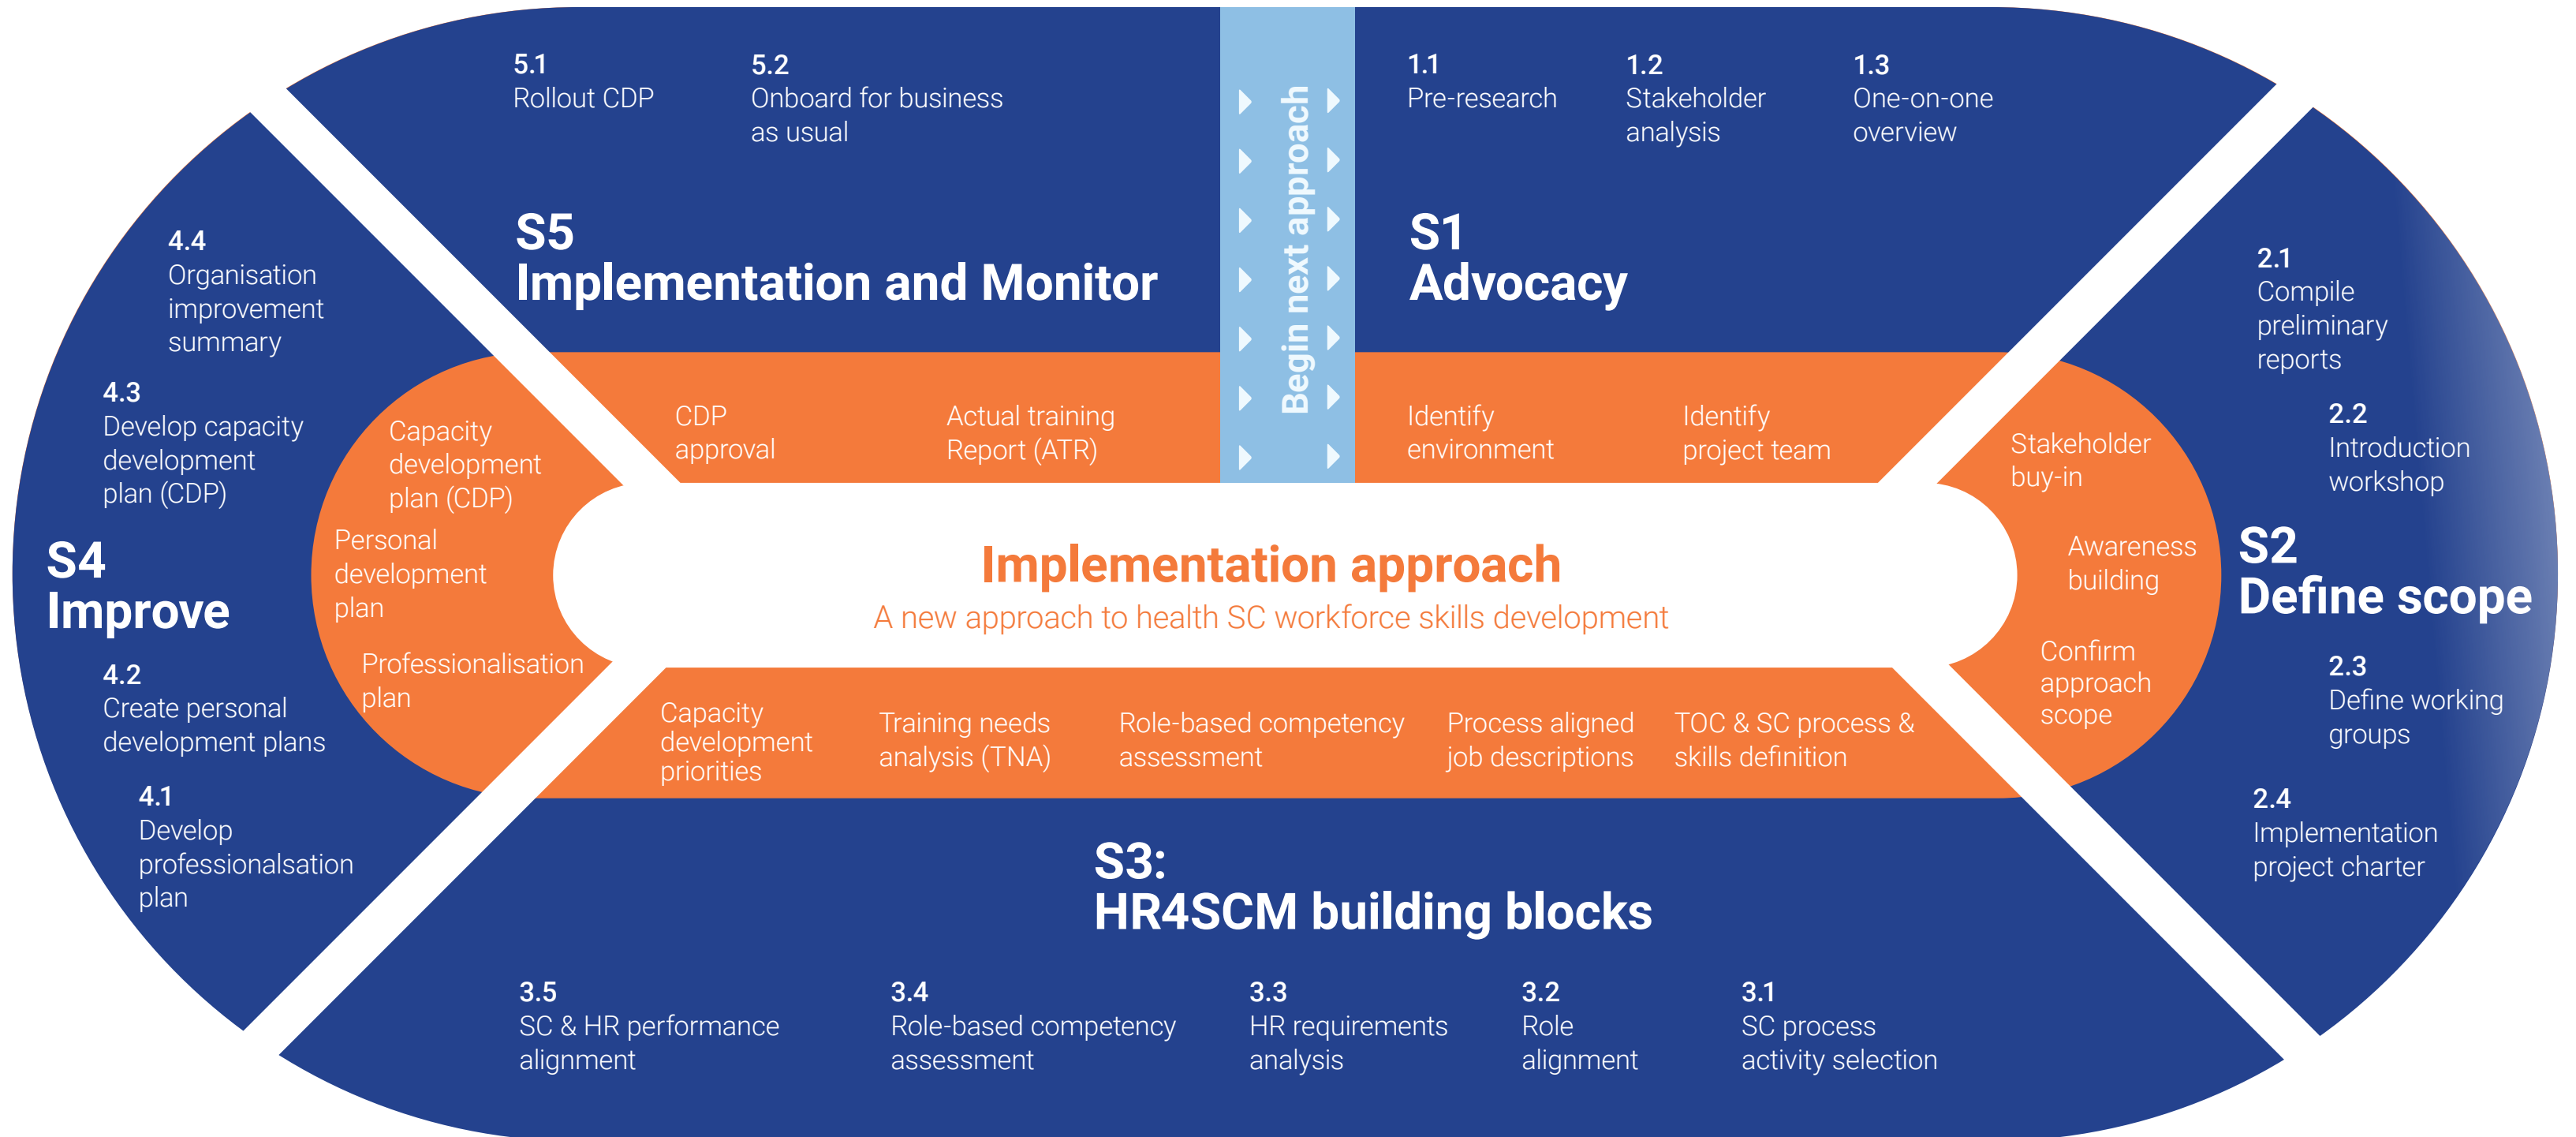 5.1
Rollout CDP
5.2
Onboard for business
as usual
S5
Implementation and Monitor
CDP
approval
Actual training
Report (ATR)
Begin next approach
1.1
Pre-research
1.2
Stakeholder
analysis
1.3
One-on-one
overview
S1
Advocacy
Identify
environment
Identify
project team
2.1
Compile
preliminary
reports
2.2
Introduction
workshop
S2
Define scope
2.3
Define working
groups
2.4
Implementation
project charter
Stakeholder
buy-in
Awareness
building
Confirm
approach
scope
Implementation approach
A new approach to health SC workforce skills development
4.4
Organisation
improvement
summary
4.3
Develop capacity
development
plan (CDP)
S4
Improve
4.2
Create personal
development plans
4.1
Develop
professionalsation
plan
Capacity
development
plan (CDP)
Personal
development
plan
Professionalisation
plan
Capacity
development
priorities
Training needs
analysis (TNA)
Role-based competency
assessment
Process aligned
job descriptions
TOC & SC process &
skills definition
S3:
HR4SCM building blocks
3.5
SC & HR performance
alignment
3.4
Role-based competency
assessment
3.3
HR requirements
analysis
3.2
Role
alignment
3.1
SC process
activity selection